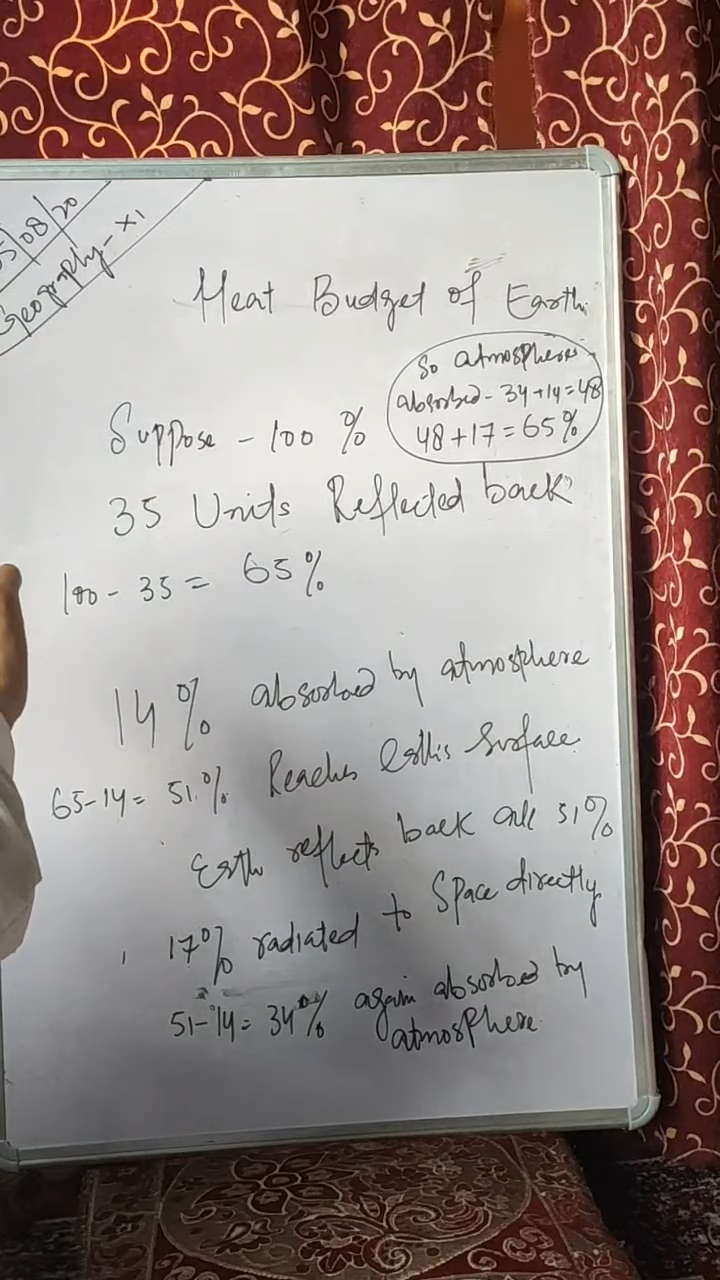 5/08/20
Geography - XI
Heat Budget of Earth
So atmosphere
absorbed - 34+14=48
48+17=65%
Suppose - 100 %
35 Units Reflected back
100 - 35 = 65%
14% absorbed by atmosphere
65-14= 51% Reaches Eath's Surface
Earth reflects back all 51%
17% radiated to Space directly
51-14= 34% again absorbed by
atmosphere